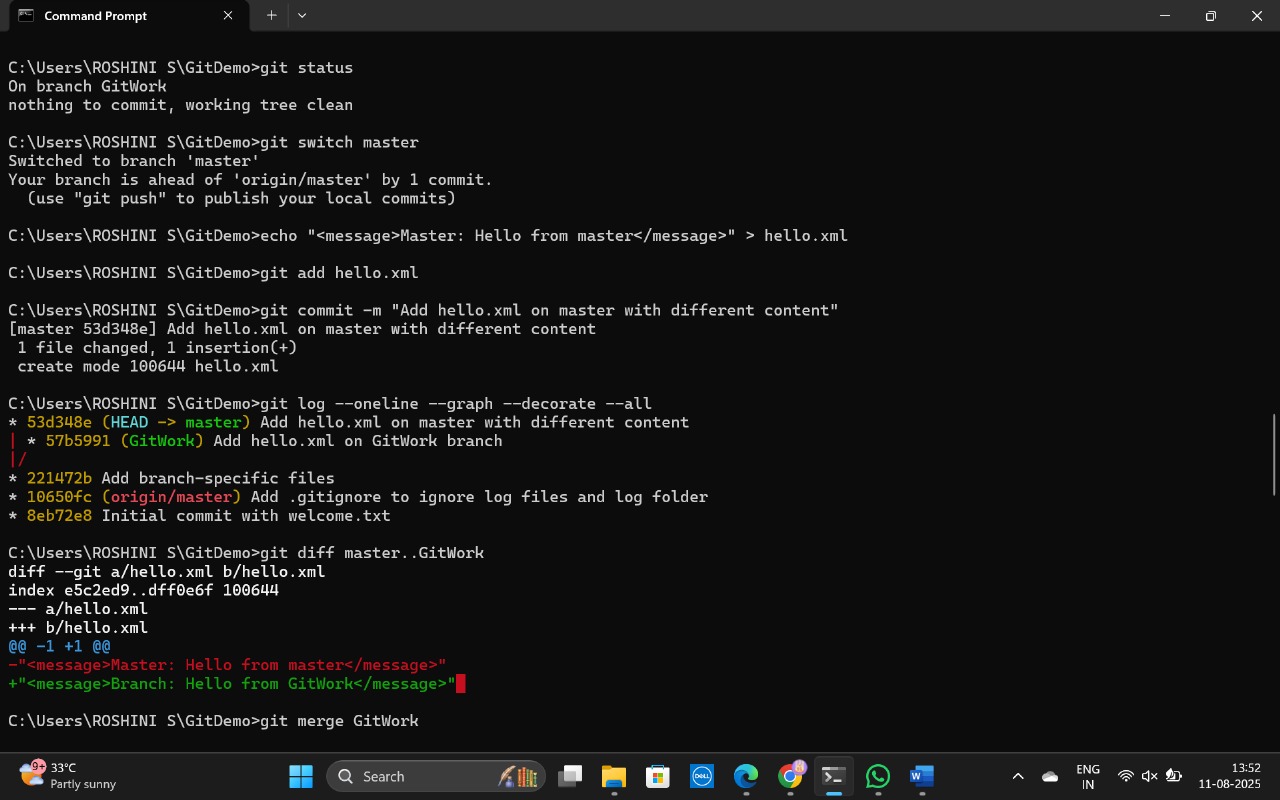 Command Prompt
C:\Users\ROSHINI S\GitDemo>git status
On branch GitWork
nothing to commit, working tree clean
C:\Users\ROSHINI S\GitDemo>git switch master
Switched to branch 'master'
Your branch is ahead of 'origin/master' by 1 commit.
  (use "git push" to publish your local commits)
C:\Users\ROSHINI S\GitDemo>echo "<message>Master: Hello from master</message>" > hello.xml
C:\Users\ROSHINI S\GitDemo>git add hello.xml
C:\Users\ROSHINI S\GitDemo>git commit -m "Add hello.xml on master with different content"
[master 53d348e] Add hello.xml on master with different content
 1 file changed, 1 insertion(+)
 create mode 100644 hello.xml
C:\Users\ROSHINI S\GitDemo>git log --oneline --graph --decorate --all
* 53d348e (HEAD -> master) Add hello.xml on master with different content
| * 57b5991 (GitWork) Add hello.xml on GitWork branch
|/
* 221472b Add branch-specific files
* 10650fc (origin/master) Add .gitignore to ignore log files and log folder
* 8eb72e8 Initial commit with welcome.txt
C:\Users\ROSHINI S\GitDemo>git diff master..GitWork
diff --git a/hello.xml b/hello.xml
index e5c2ed9..dff0e6f 100644
--- a/hello.xml
+++ b/hello.xml
@@ -1 +1 @@
-"<message>Master: Hello from master</message>"
+"<message>Branch: Hello from GitWork</message>"
C:\Users\ROSHINI S\GitDemo>git merge GitWork
9+
33°C
Partly sunny
Search
DELL
W
ENG
IN
13:52
11-08-2025